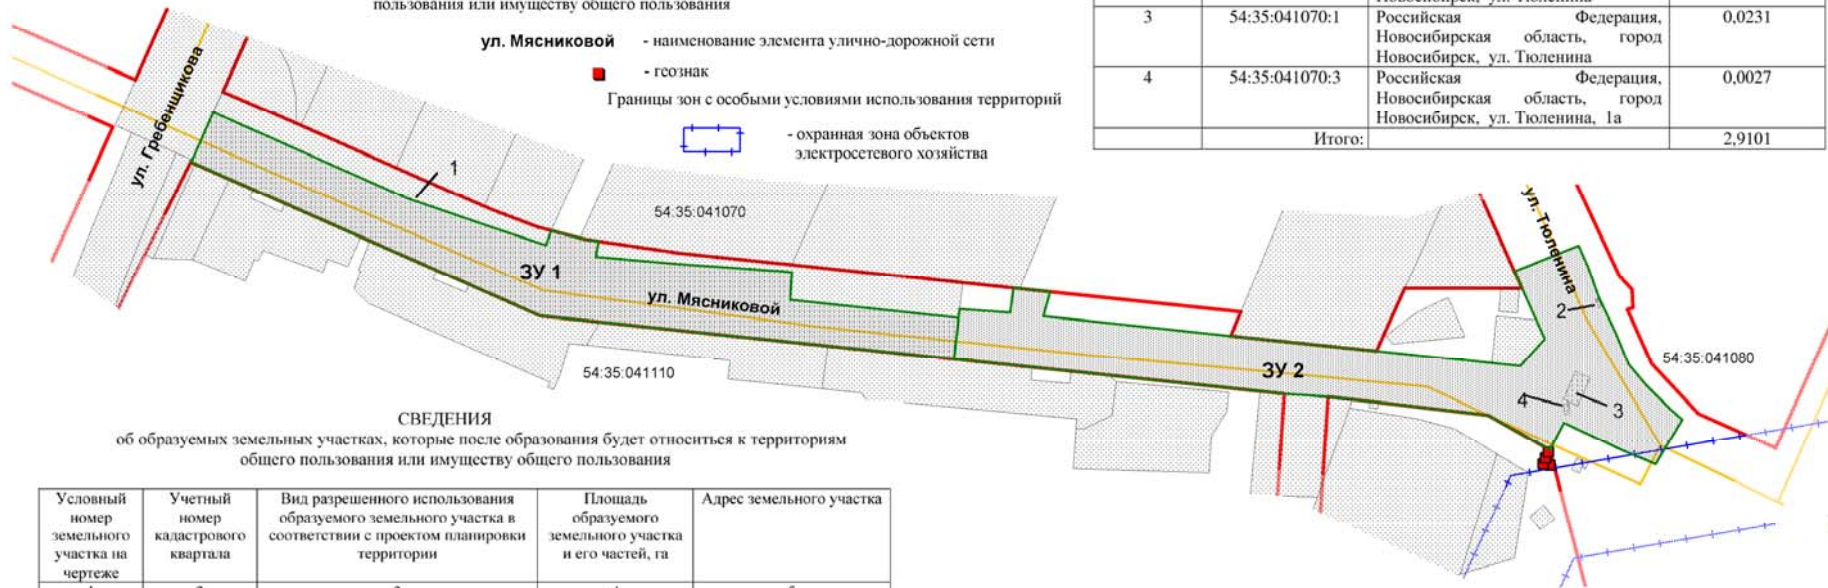 пользования или имуществу общего пользования
ул. Мясниковой - наименование элемента улично-дорожной сети
- геознак
Границы зон с особыми условиями использования территорий
- охранная зона объектов
электросетевого хозяйства
3 54:35:041070:1 Российская Федерация, 0,0231
Новосибирская область, город
Новосибирск, ул. Тюленина
4 54:35:041070:3 Российская Федерация, 0,0027
Новосибирская область, город
Новосибирск, ул. Тюленина, 1а
Итого: 2,9101
ул. Гребенщикова
1
54:35:041070
ЗУ 1
ул. Мясниковой
54:35:041110
ул. Тюленина
2
54:35:041080
ЗУ 2
4
3
СВЕДЕНИЯ
об образуемых земельных участках, которые после образования будет относиться к территориям
общего пользования или имуществу общего пользования
Условный номер земельного участка на чертеже
Учетный номер кадастрового квартала
Вид разрешенного использования образуемого земельного участка в соответствии с проектом планировки территории
Площадь образуемого земельного участка и его частей, га
Адрес земельного участка